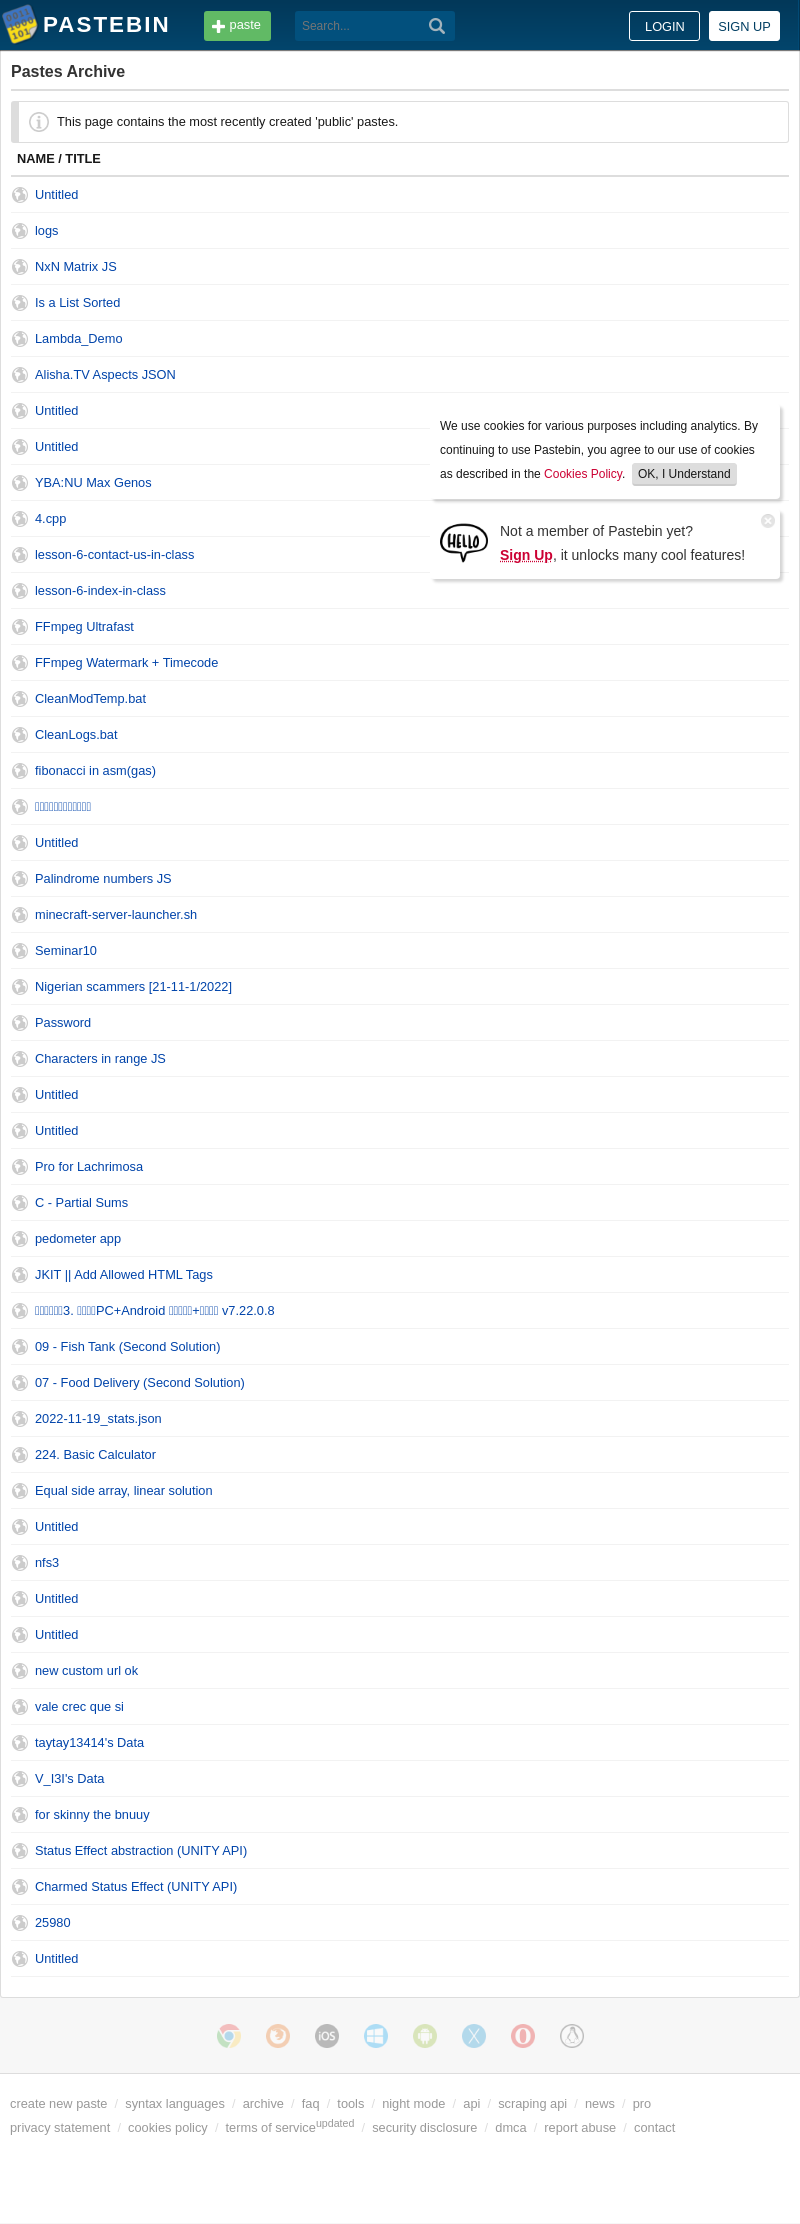 PASTEBIN
paste
Search...
LOGIN
SIGN UP
Pastes Archive
This page contains the most recently created 'public' pastes.
NAME / TITLE
Untitled
logs
NxN Matrix JS
Is a List Sorted
Lambda_Demo
Alisha.TV Aspects JSON
Untitled
Untitled
YBA:NU Max Genos
4.cpp
lesson-6-contact-us-in-class
lesson-6-index-in-class
We use cookies for various purposes including analytics. By
continuing to use Pastebin, you agree to our use of cookies
as described in the Cookies Policy. OK, I Understand
HELLO
Not a member of Pastebin yet?
Sign Up, it unlocks many cool features!
FFmpeg Ultrafast
FFmpeg Watermark + Timecode
CleanModTemp.bat
CleanLogs.bat
fibonacci in asm(gas)
Untitled
Palindrome numbers JS
minecraft-server-launcher.sh
Seminar10
Nigerian scammers [21-11-1/2022]
Password
Characters in range JS
Untitled
Untitled
Pro for Lachrimosa
C - Partial Sums
pedometer app
JKIT || Add Allowed HTML Tags
3. PC+Android + v7.22.0.8
09 - Fish Tank (Second Solution)
07 - Food Delivery (Second Solution)
2022-11-19_stats.json
224. Basic Calculator
Equal side array, linear solution
Untitled
nfs3
Untitled
Untitled
new custom url ok
vale crec que si
taytay13414's Data
V_I3I's Data
for skinny the bnuuy
Status Effect abstraction (UNITY API)
Charmed Status Effect (UNITY API)
25980
Untitled
iOS
create new paste / syntax languages / archive / faq / tools / night mode / api / scraping api / news / pro
privacy statement / cookies policy / terms of service updated / security disclosure / dmca / report abuse / contact